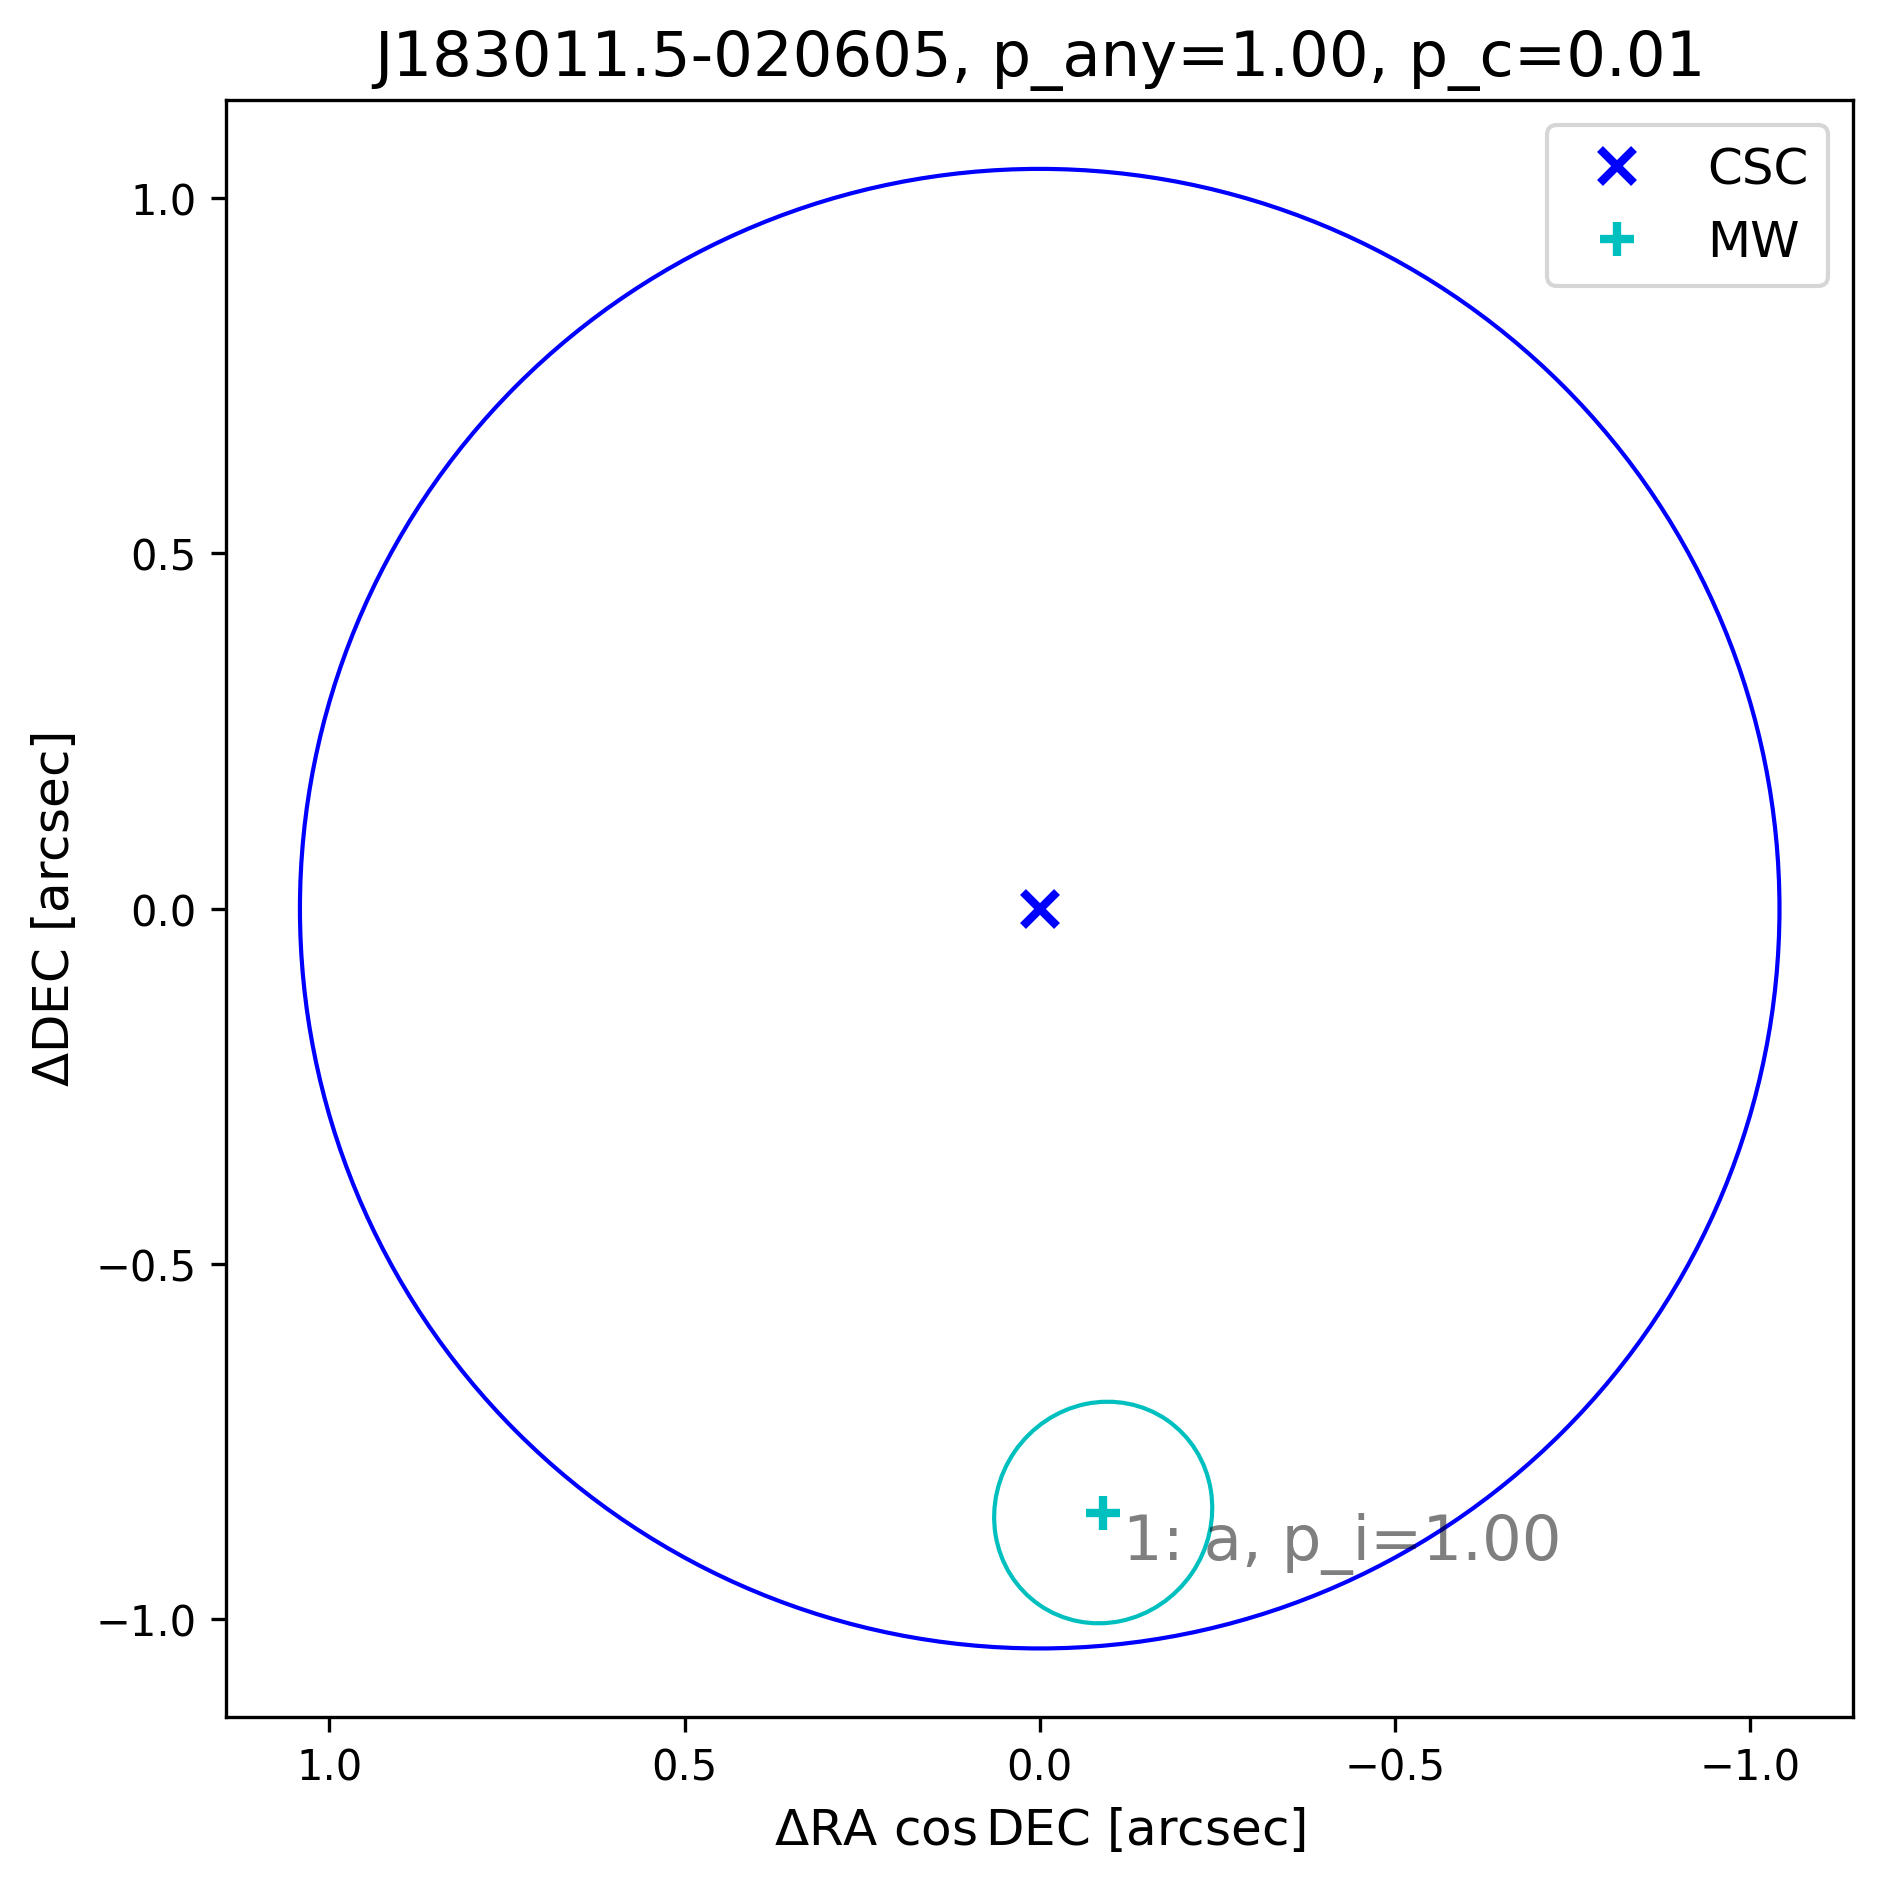 J183011.5-020605, p_any=1.00, p_c=0.01
CSC
MW
1.0
0.5
0.0
−0.5
−1.0
ΔDEC [arcsec]
1: a, p_i=1.00
1.0
0.5
0.0
−0.5
−1.0
ΔRA cos DEC [arcsec]